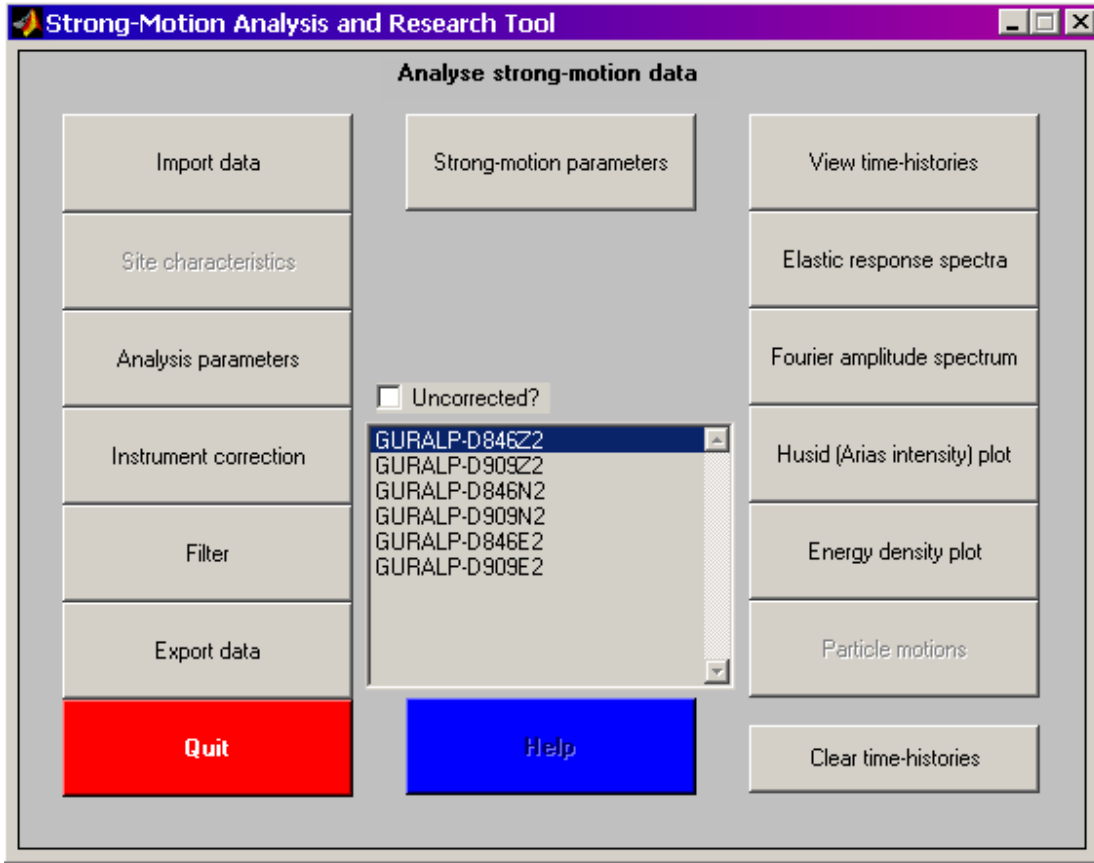 Strong-Motion Analysis and Research Tool
Analyse strong-motion data
Import data
Site characteristics
Analysis parameters
Instrument correction
Filter
Export data
Quit
Strong-motion parameters
Uncorrected?
GURALP-D846Z2
GURALP-D909Z2
GURALP-D846N2
GURALP-D909N2
GURALP-D846E2
GURALP-D909E2
Help
View time-histories
Elastic response spectra
Fourier amplitude spectrum
Husid (Arias intensity) plot
Energy density plot
Particle motions
Clear time-histories